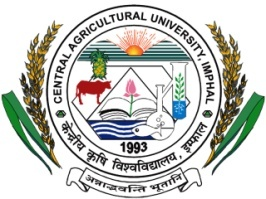 CENTRAL AGRICULTURAL UNIVERSITY, IMPHAL
1993
केन्द्रीय कृषि विश्वविद्यालय, इम्फाल
अन्नाद्भवन्ति भूतानि